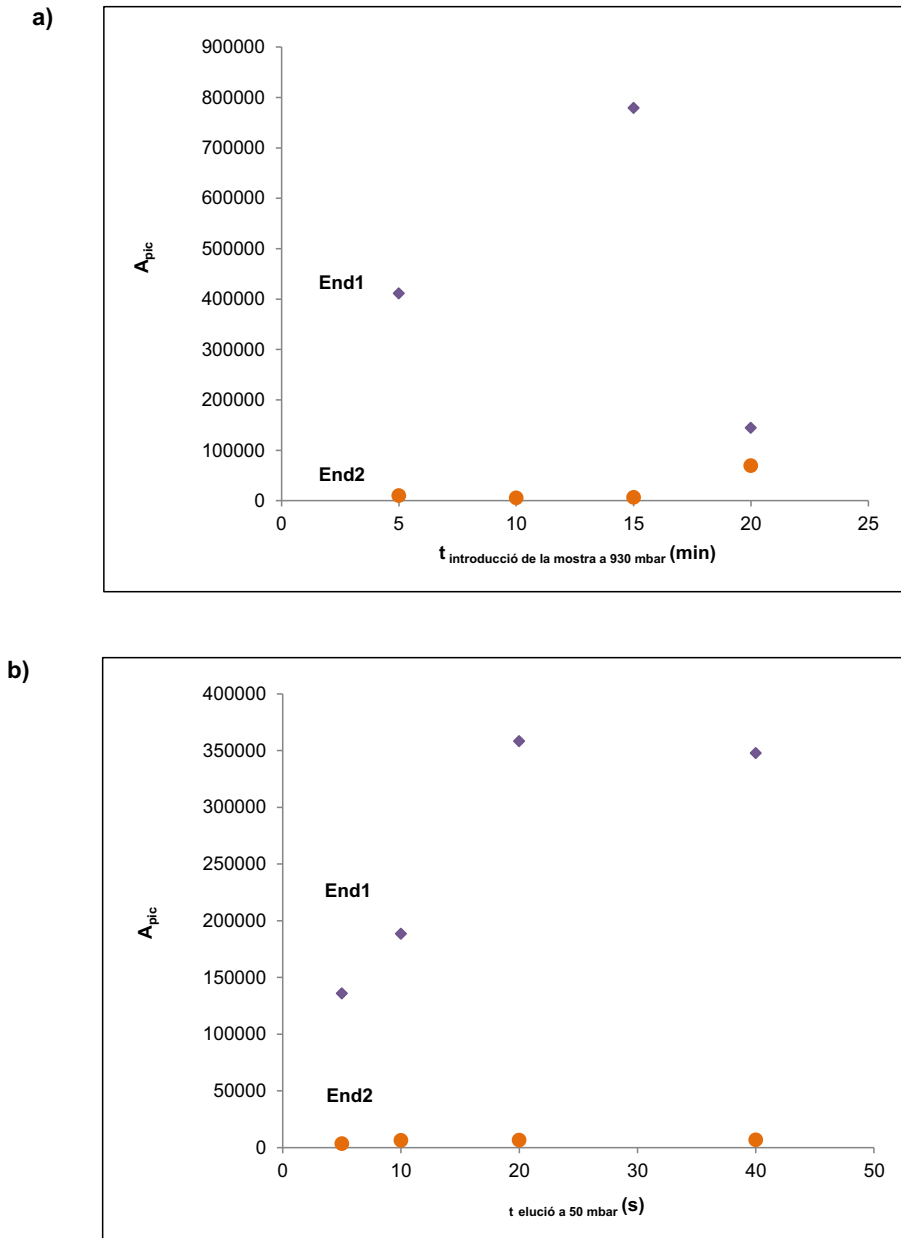 a)
900000
800000
700000
600000
500000
400000
300000
200000
100000
0
A pic
End1
End2
0 5 10 15 20 25
t introducció de la mostra a 930 mbar (min)
b)
400000
350000
300000
250000
200000
150000
100000
50000
0
A pic
End1
End2
0 10 20 30 40 50
t elució a 50 mbar (s)